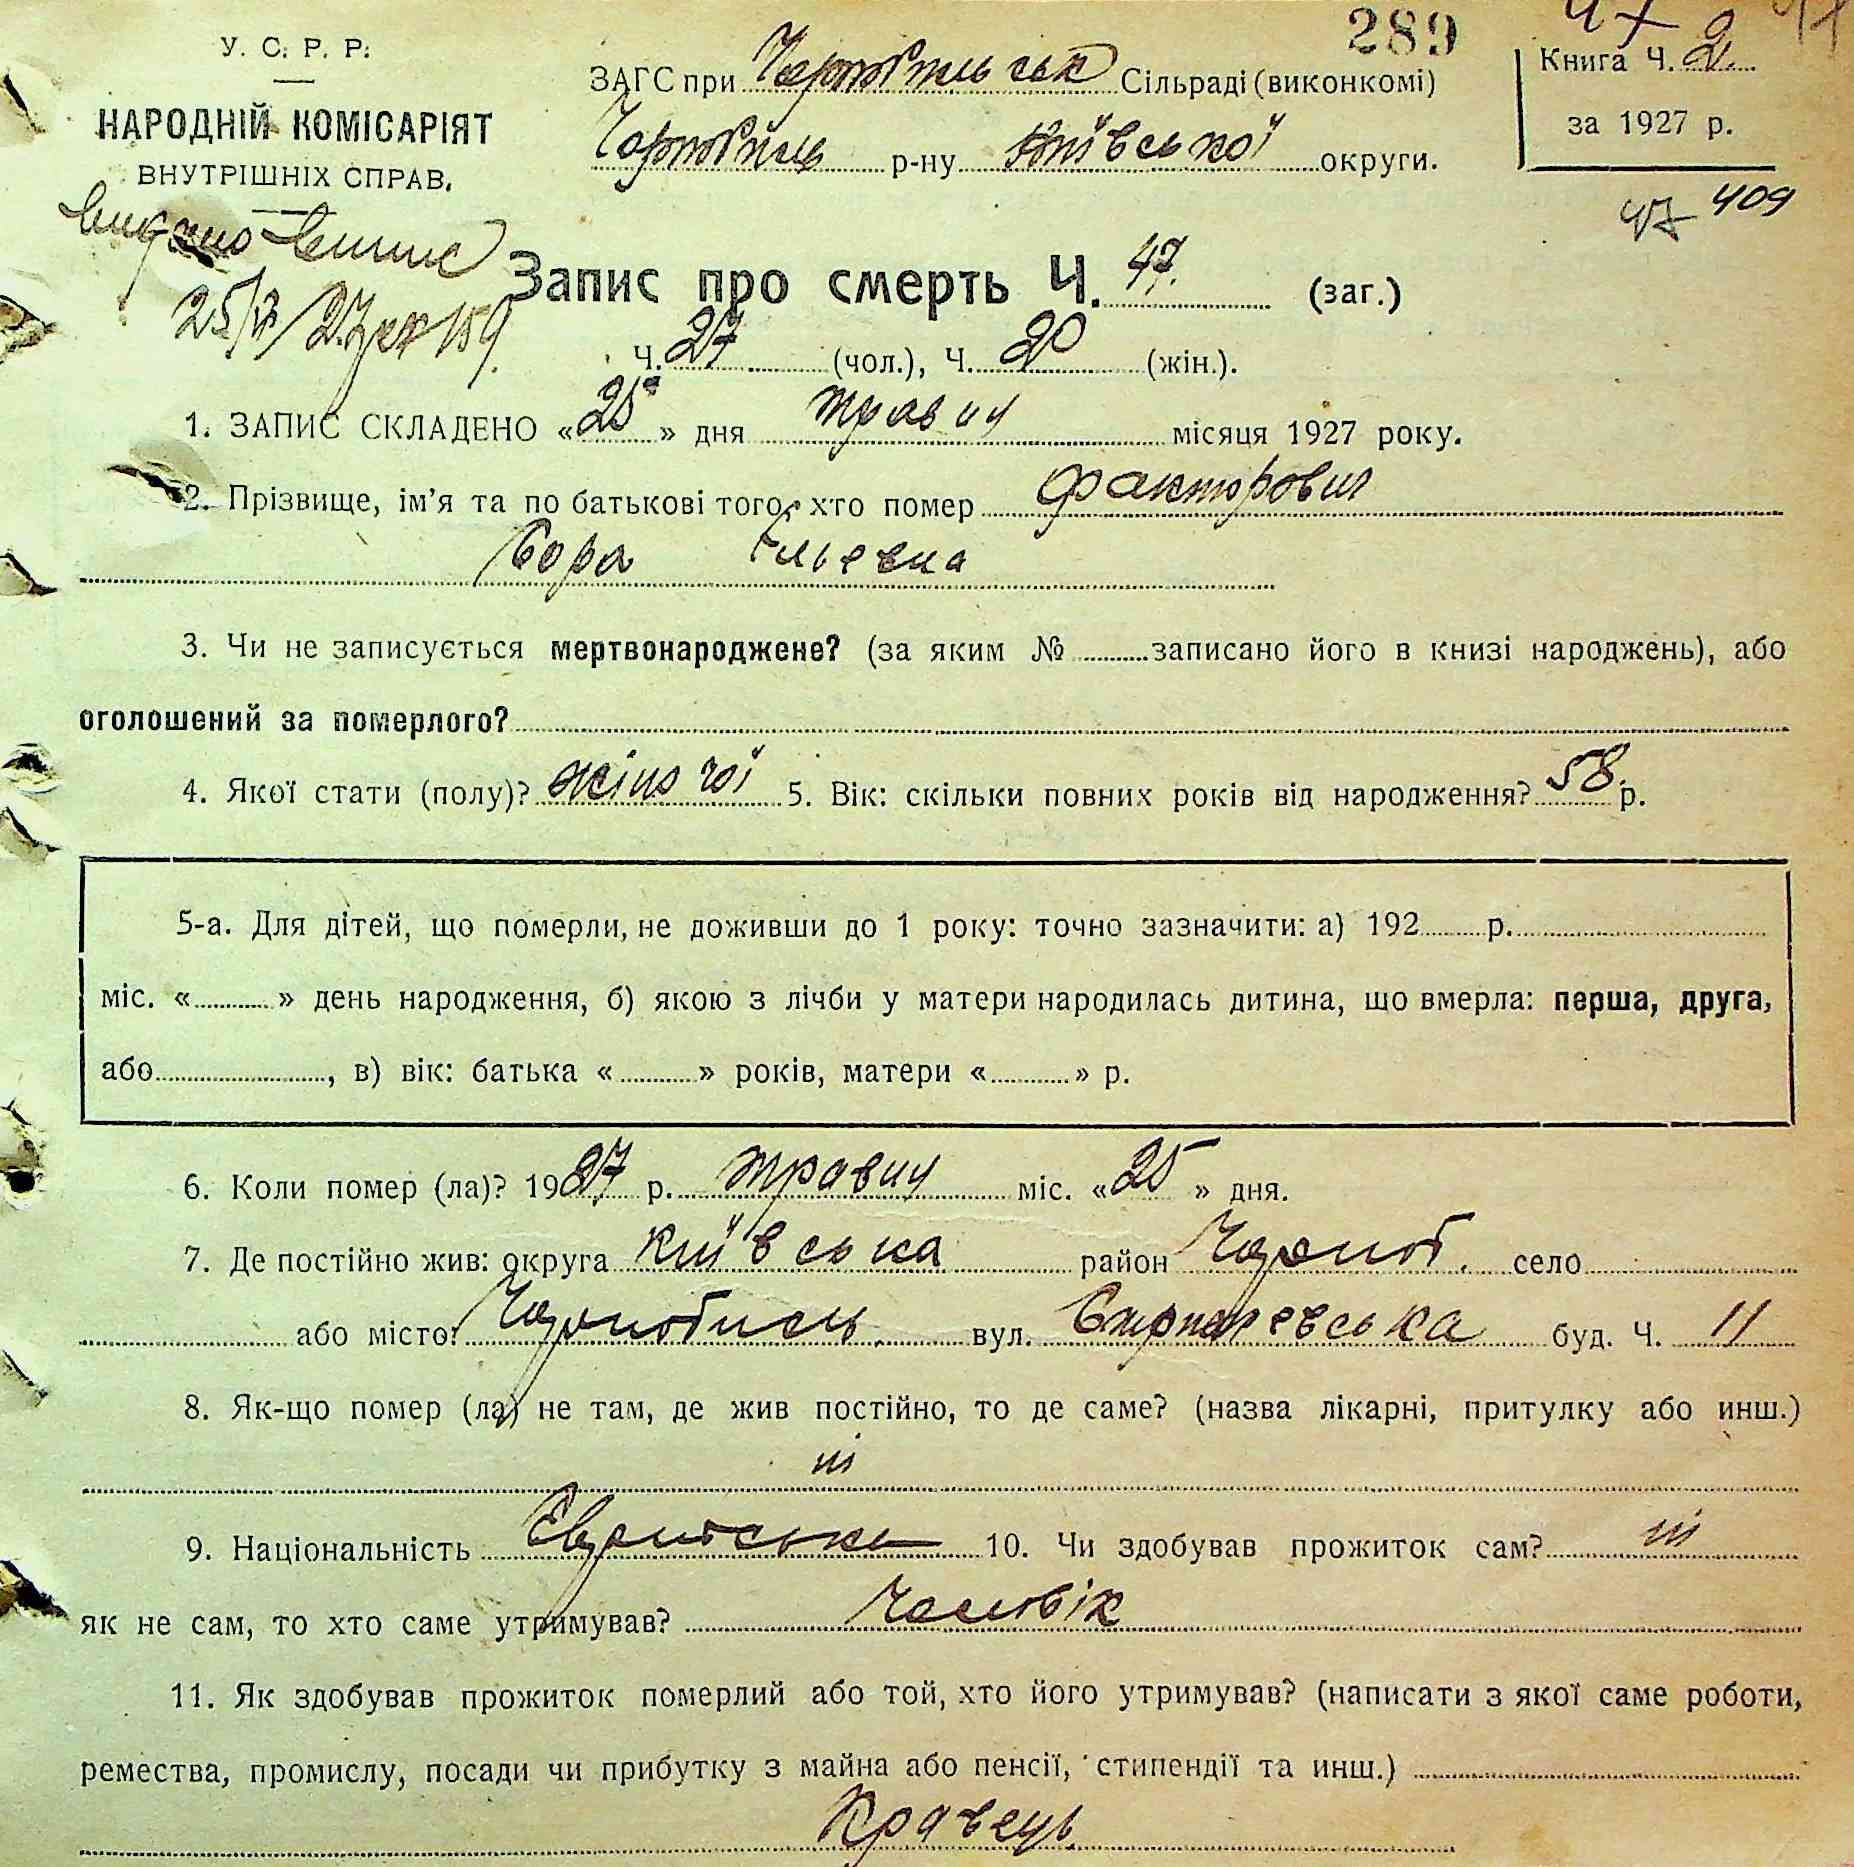 289
47
У. С. Р. Р.
НАРОДНІЙ КОМІСАРІЯТ
ВНУТРІШНІХ СПРАВ.
ЗАГС при Чорнобильськ Сільраді (виконкомі)
Чорнобиль р-ну Київської округи.
Книга Ч. 2.
за 1927 р.
47 409
видано
Запис про смерть Ч. 47. (заг.)
Ч. 27 (чол.), Ч. 20 (жін.).
1. ЗАПИС СКЛАДЕНО «25» дня травня місяця 1927 року.
2. Прізвище, ім'я та по батькові того, хто помер Факторович
Сора Ельевна
3. Чи не записується мертвонароджене? (за яким № записано його в книзі народжень), або
оголошений за померлого?
4. Якої стати (полу)? жіночої 5. Вік: скільки повних років від народження? 58 р.
5-а. Для дітей, що померли, не доживши до 1 року: точно зазначити: а) 192 р.
міс. « » день народження, б) якою з лічби у матери народилась дитина, що вмерла: перша, друга,
або , в) вік: батька « » років, матери « » р.
6. Коли помер (ла)? 1927 р. травня міс. «25» дня.
7. Де постійно жив: округа Київська район Чорноб. село
або місто: Чорнобиль вул. буд. Ч. 11
8. Як-що помер (ла) не там, де жив постійно, то де саме? (назва лікарні, притулку або инш.)
ні
9. Національність Еврейська 10. Чи здобував прожиток сам? ні
як не сам, то хто саме утримував? Чоловік
11. Як здобував прожиток померлий або той, хто його утримував? (написати з якої саме роботи,
ремества, промислу, посади чи прибутку з майна або пенсії, стипендії та инш.)
Кравець